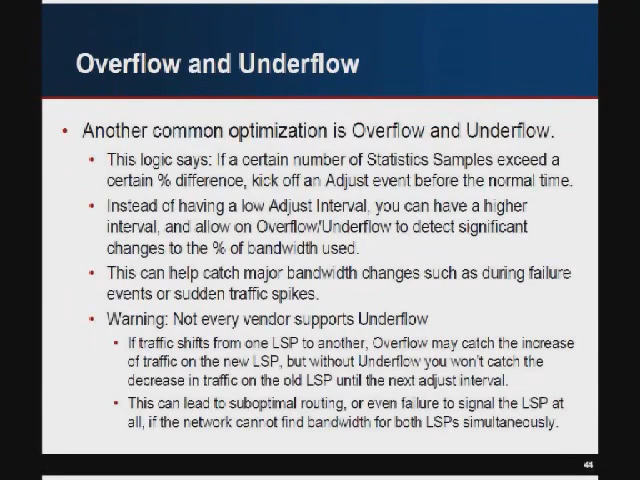 Overflow and Underflow
• Another common optimization is Overflow and Underflow.
• This logic says: If a certain number of Statistics Samples exceed a
certain % difference, kick off an Adjust event before the normal time.
• Instead of having a low Adjust Interval, you can have a higher
interval, and allow on Overflow/Underflow to detect significant
changes to the % of bandwidth used.
• This can help catch major bandwidth changes such as during failure
events or sudden traffic spikes.
• Warning: Not every vendor supports Underflow
• If traffic shifts from one LSP to another, Overflow may catch the increase
of traffic on the new LSP, but without Underflow you won't catch the
decrease in traffic on the old LSP until the next adjust interval.
• This can lead to suboptimal routing, or even failure to signal the LSP at
all, if the network cannot find bandwidth for both LSPs simultaneously.
44